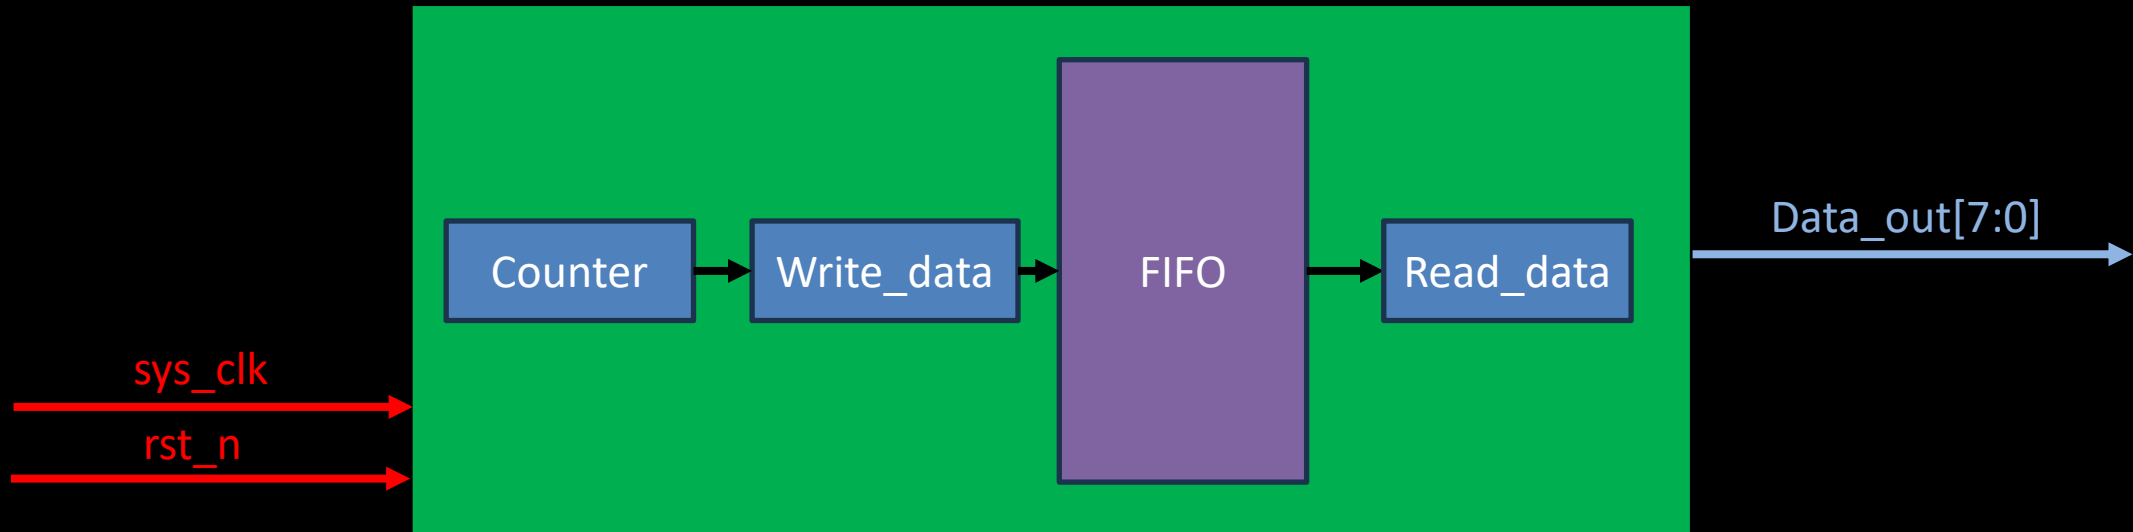 Data_out[7:0]
Counter
Write_data
FIFO
Read_data
sys_clk
rst_n